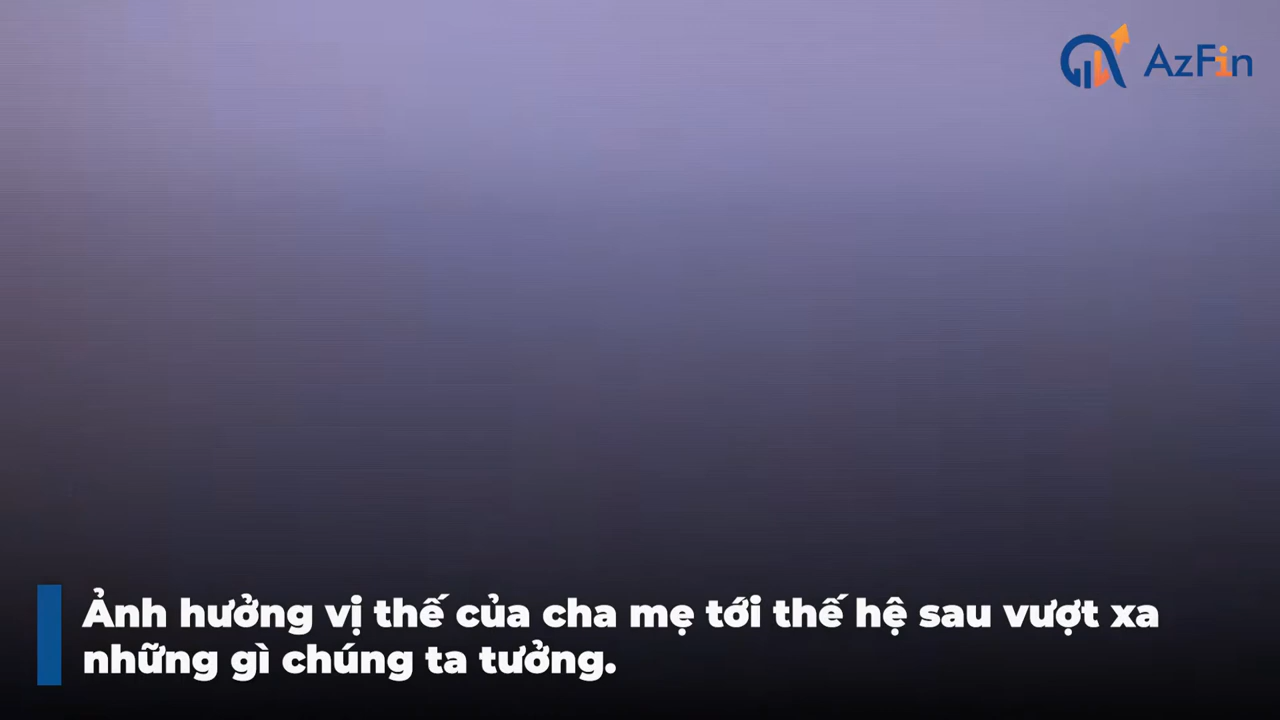 AzFin
Ảnh hưởng vị thế của cha mẹ tới thế hệ sau vượt xa
những gì chúng ta tưởng.